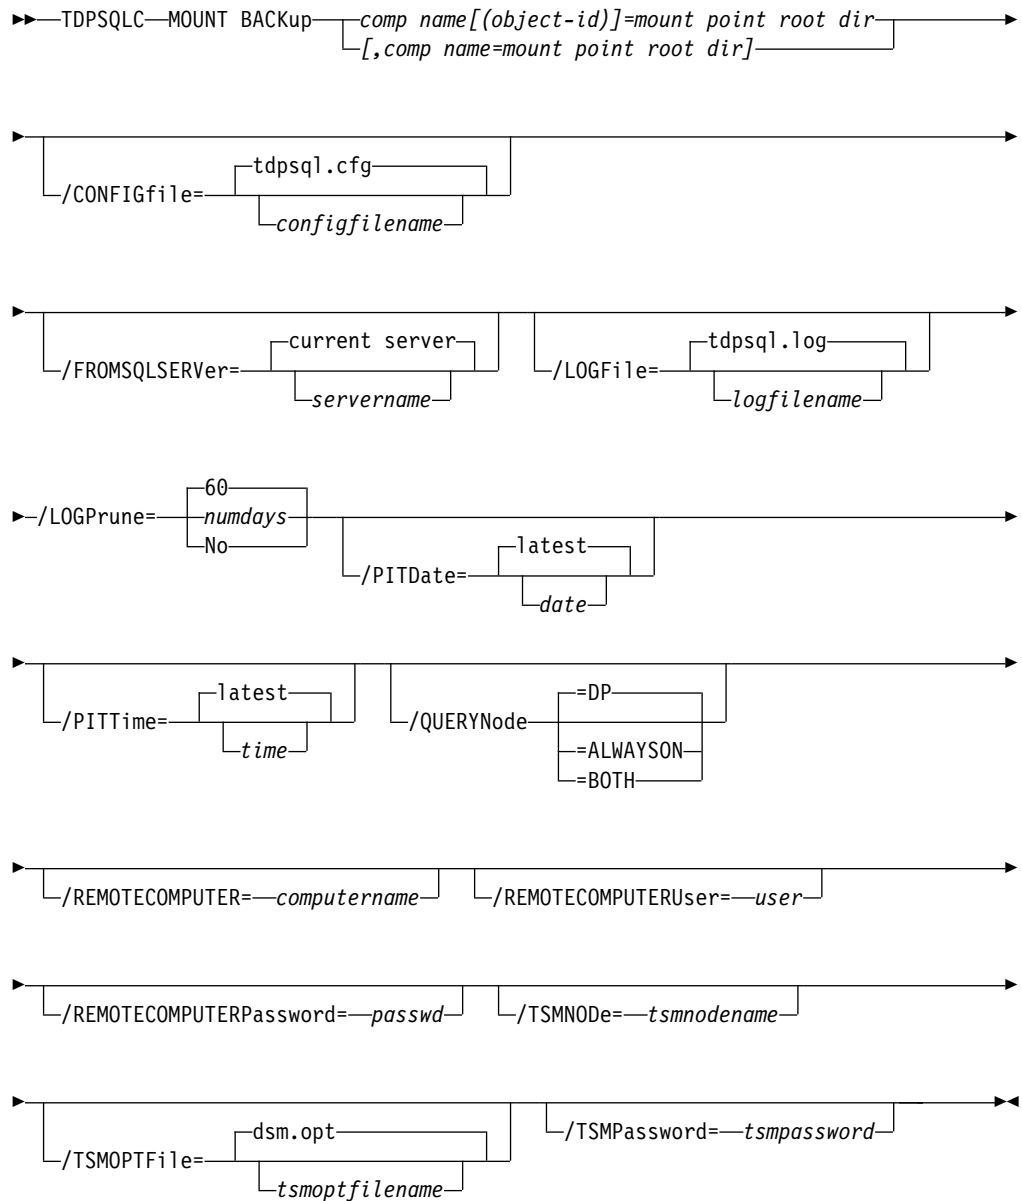 TDPSQLC MOUNT BACKup comp name[(object-id)]=mount point root dir
[,comp name=mount point root dir]
tdpsql.cfg
/CONFIGfile=
configfilename
current server tdpsql.log
/FROMSQLSERVer= /LOGFile=
servername logfilename
60
/LOGPrune= numdays
No latest
/PITDate=
date
latest =DP
/PITTime= /QUERYNode
time =ALWAYSON
=BOTH
/REMOTECOMPUTER= computername /REMOTECOMPUTERUser= user
/REMOTECOMPUTERPassword= passwd /TSMNODe= tsmnodename
dsm.opt /TSMPassword= tsmpassword
/TSMOPTFile=
tsmoptfilename